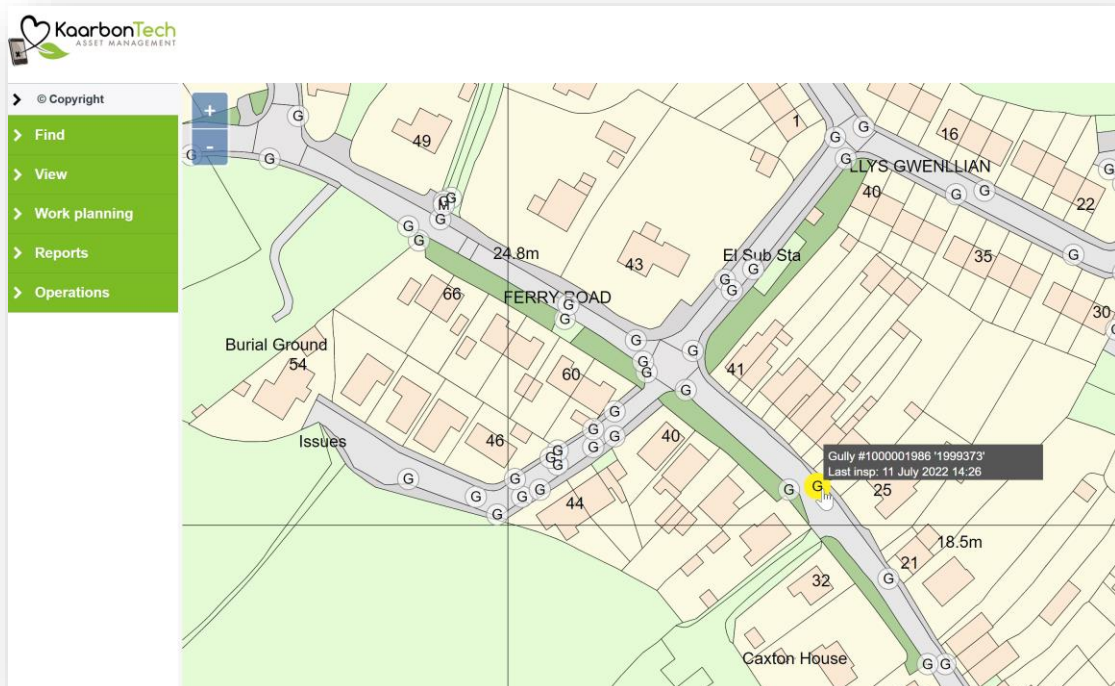 KaarbonTech
ASSET MANAGEMENT
© Copyright
Find
View
Work planning
Reports
Operations
+
-
49
1
16
LLYS GWENLLIAN
40
22
M
24.8m
43
El Sub Sta
35
66
FERRY ROAD
30
Burial Ground
54
60
41
Issues
46
40
44
Gully #1000001986 '1999373'
Last insp: 11 July 2022 14:26
G
25
18.5m
21
32
Caxton House